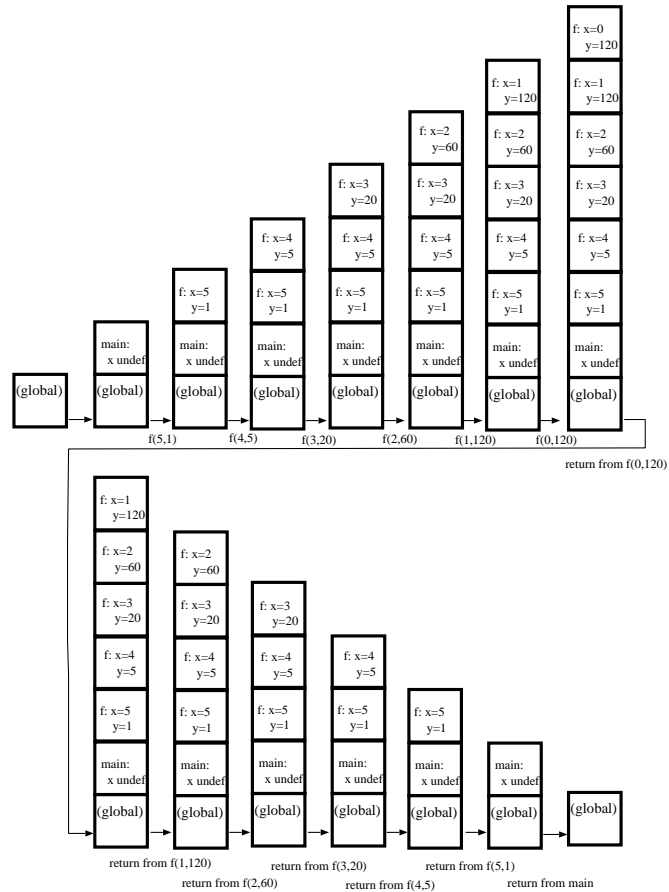 (global)
main:
x undef
(global)
f: x=5
y=1
main:
x undef
(global)
f: x=4
y=5
f: x=5
y=1
main:
x undef
(global)
f: x=3
y=20
f: x=4
y=5
f: x=5
y=1
main:
x undef
(global)
f: x=2
y=60
f: x=3
y=20
f: x=4
y=5
f: x=5
y=1
main:
x undef
(global)
f: x=1
y=120
f: x=2
y=60
f: x=3
y=20
f: x=4
y=5
f: x=5
y=1
main:
x undef
(global)
f: x=0
y=120
f: x=1
y=120
f: x=2
y=60
f: x=3
y=20
f: x=4
y=5
f: x=5
y=1
main:
x undef
(global)
f(5,1)
f(4,5)
f(3,20)
f(2,60)
f(1,120)
f(0,120)
return from f(0,120)
f: x=1
y=120
f: x=2
y=60
f: x=3
y=20
f: x=4
y=5
f: x=5
y=1
main:
x undef
(global)
f: x=2
y=60
f: x=3
y=20
f: x=4
y=5
f: x=5
y=1
main:
x undef
(global)
f: x=3
y=20
f: x=4
y=5
f: x=5
y=1
main:
x undef
(global)
f: x=4
y=5
f: x=5
y=1
main:
x undef
(global)
f: x=5
y=1
main:
x undef
(global)
main:
x undef
(global)
(global)
return from f(1,120)
return from f(2,60)
return from f(3,20)
return from f(4,5)
return from f(5,1)
return from main